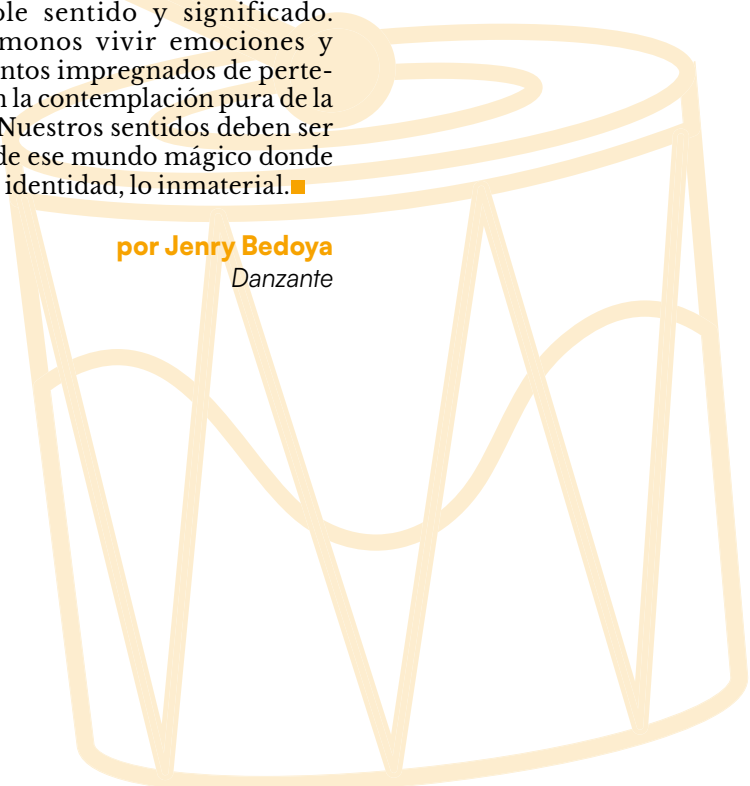 ble sentido y significado.
monos vivir emociones y
ntos impregnados de perte-
n la contemplación pura de la
Nuestros sentidos deben ser
de ese mundo mágico donde
identidad, lo inmaterial.
por Jenry Bedoya
Danzante